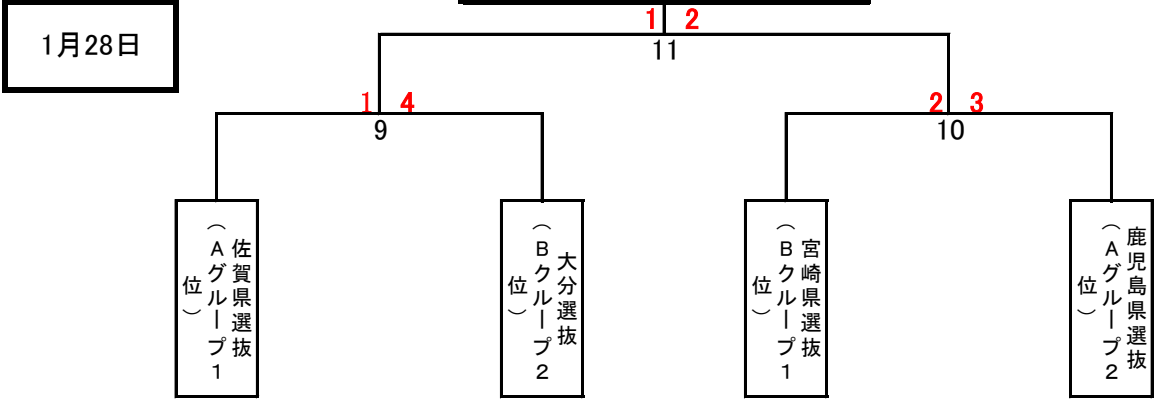 1月28日
1 2
11
1 4
9
2 3
10
佐賀県選抜
（Aグループ1
位）
大分選抜
（Bクループ2
位）
宮崎県選抜
（Bクループ1
位）
鹿児島県選抜
（Aグループ2
位）